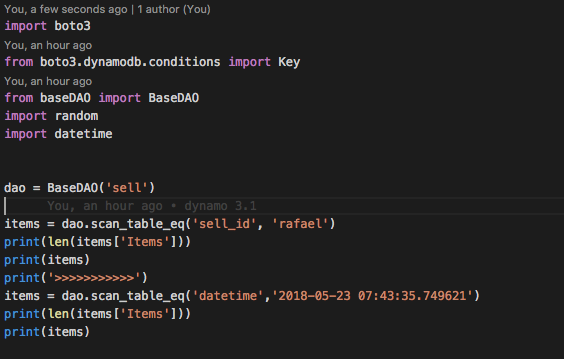 You, a few seconds ago | 1 author (You)
import boto3
You, an hour ago
from boto3.dynamodb.conditions import Key
You, an hour ago
from baseDAO import BaseDAO
import random
import datetime
dao = BaseDAO('sell')
You, an hour ago • dynamo 3.1
items = dao.scan_table_eq('sell_id', 'rafael')
print(len(items['Items']))
print(items)
print('>>>>>>>>>>>')
items = dao.scan_table_eq('datetime','2018-05-23 07:43:35.749621')
print(len(items['Items']))
print(items)